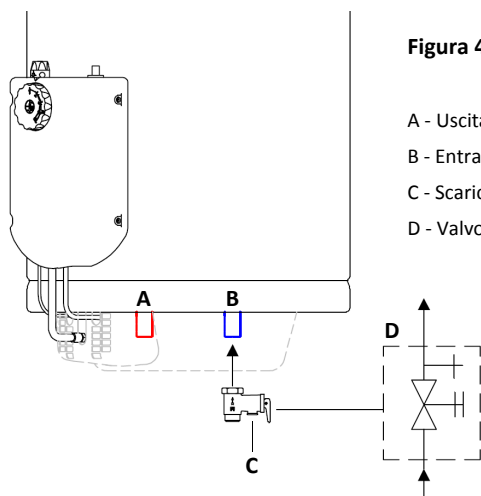 Figura 4
A - Uscita
B - Entra
C - Scaric
D - Valvo
A
B
D
C